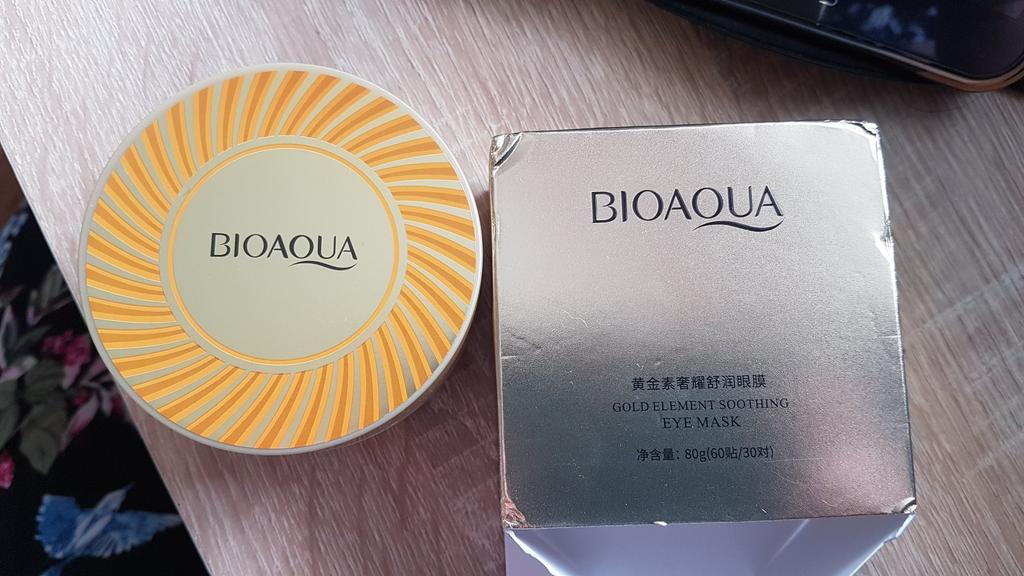 BIOAQUA
BIOAQUA
黄金素奢耀舒润眼膜
GOLD ELEMENT SOOTHING
EYE MASK
净含量：80g(60贴/30对)